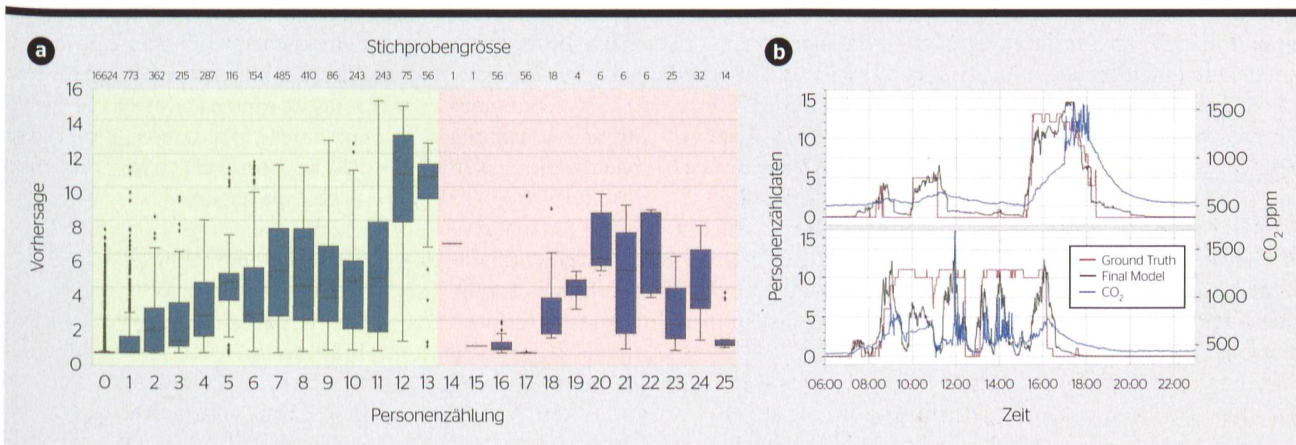 a
Stichprobengrösse
16624 773 362 215 287 116 154 485 410 86 243 243 75 56 1 1 56 56 18 4 6 6 6 25 32 14
16
14
12
10
8
6
4
2
0
Vorhersage
0 1 2 3 4 5 6 7 8 9 10 11 12 13 14 15 16 17 18 19 20 21 22 23 24 25
Personenzählung
b
15
10
5
0
1500
1000
500
15
10
5
0
1500
1000
500
Personenzähldaten
CO₂ ppm
Ground Truth
Final Model
CO₂
06:00 08:00 10:00 12:00 14:00 16:00 18:00 20:00 22:00
Zeit